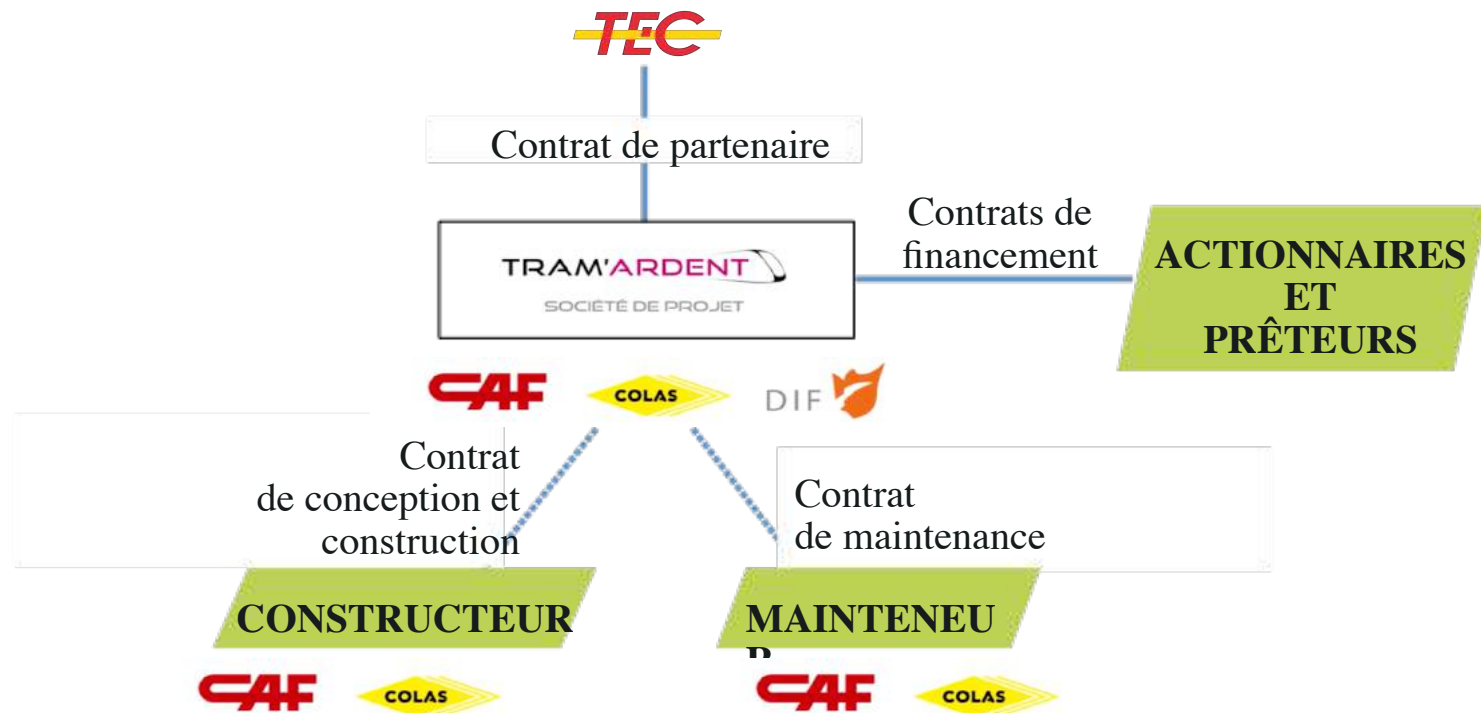 TEC
Contrat de partenaire
TRAM'ARDENT
SOCIÉTÉ DE PROJET
Contrats de
financement
ACTIONNAIRES
ET
PRÊTEURS
CAF
COLAS
DIF
Contrat
de conception et
construction
Contrat
de maintenance
CONSTRUCTEUR
MAINTENEU
R
CAF
COLAS
CAF
COLAS